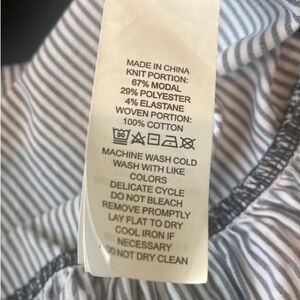 MADE IN CHINA
KNIT PORTION:
67% MODAL
29% POLYESTER
4% ELASTANE
WOVEN PORTION:
100% COTTON
30
MACHINE WASH COLD
WASH WITH LIKE
COLORS
DELICATE CYCLE
DO NOT BLEACH
REMOVE PROMPTLY
LAY FLAT TO DRY
COOL IRON IF
NECESSARY
DO NOT DRY CLEAN